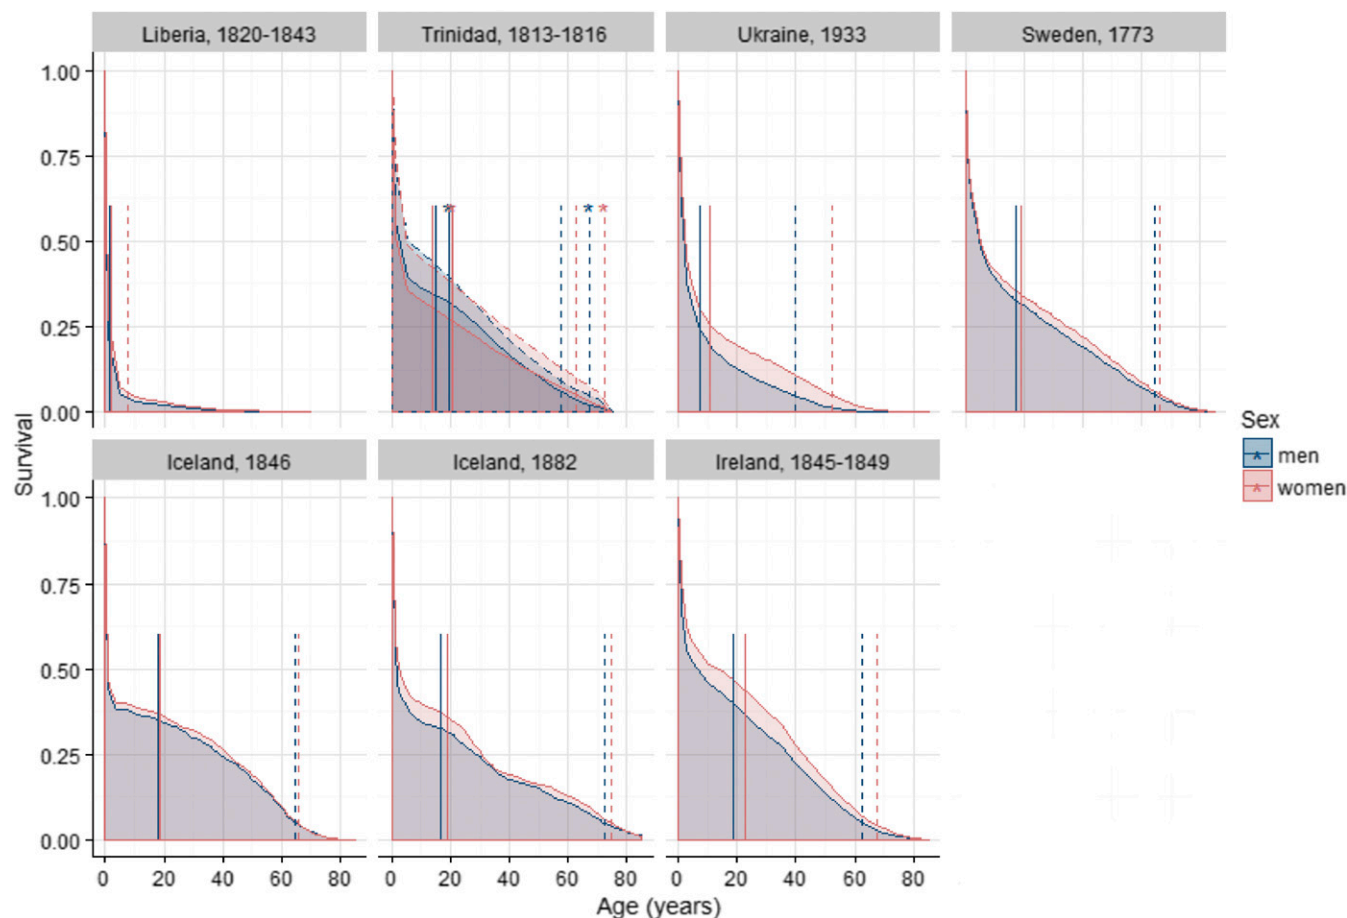 Liberia, 1820-1843 Trinidad, 1813-1816 Ukraine, 1933 Sweden, 1773
1.00
0.75
0.50
0.25
0.00
Iceland, 1846 Iceland, 1882 Ireland, 1845-1849
1.00
0.75
0.50
0.25
0.00
0 20 40 60 80 0 20 40 60 80 0 20 40 60 80
Age (years)
Survival
Sex
men
women